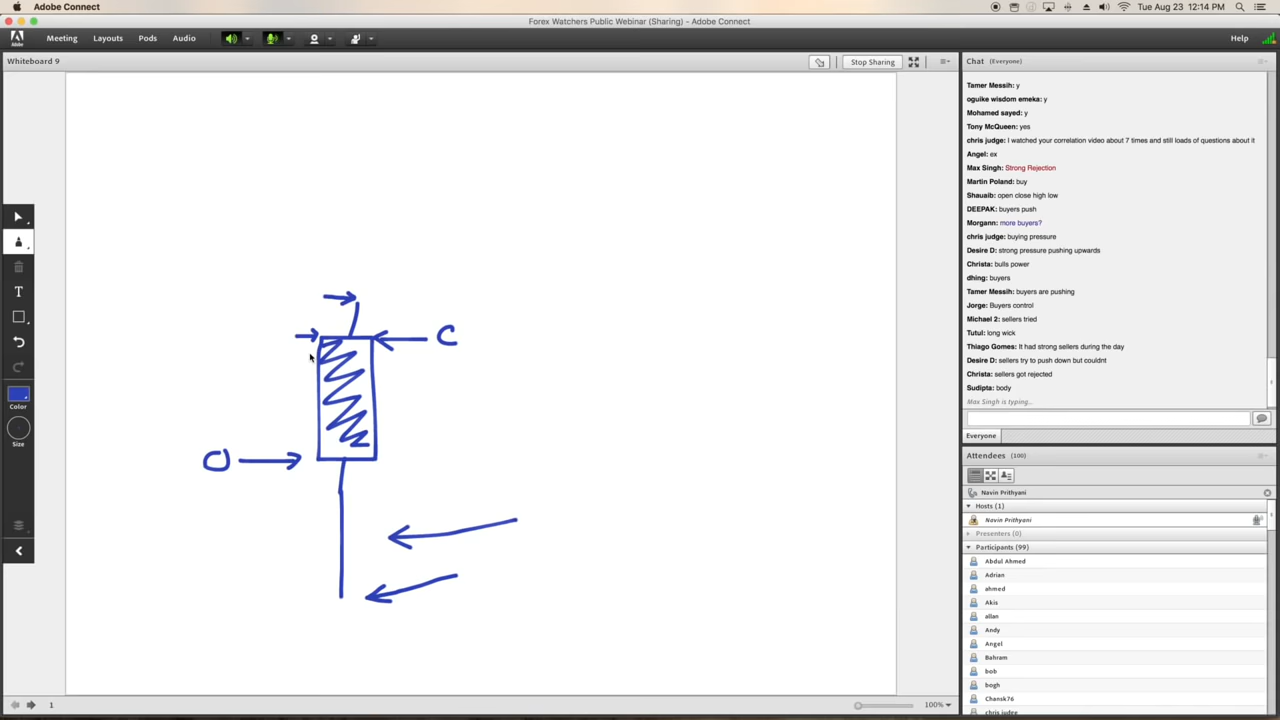 Forex Watchers Public Webinar (Sharing) - Adobe Connect
Tue Aug 23 12:14 PM
Meeting Layouts Pods Audio
Help
Whiteboard 9
Stop Sharing
C
O
Color
Size
1
100%
Chat (Everyone)
Tamer Messih: y
oguike wisdom emeka: y
Mohamed sayed: y
Tony McQueen: yes
chris judge: I watched your correlation video about 7 times and still loads of questions about it
Angel: ex
Max Singh: Strong Rejection
Martin Poland: buy
Shauaib: open close high low
DEEPAK: buyers push
Morgann: more buyers?
chris judge: buying pressure
Desire D: strong pressure pushing upwards
Christa: bulls power
dhing: buyers
Tamer Messih: buyers are pushing
Jorge: Buyers control
Michael 2: sellers tried
Tutul: long wick
Thiago Gomes: It had strong sellers during the day
Desire D: sellers try to push down but couldnt
Christa: sellers got rejected
Sudipta: body
Max Singh is typing...
Everyone
Attendees (100)
Navin Prithyani
Hosts (1)
Navin Prithyani
Presenters (0)
Participants (99)
Abdul Ahmed
Adrian
ahmed
Akis
allan
Andy
Angel
Behram
bob
bogh
Chansk76
chris judge